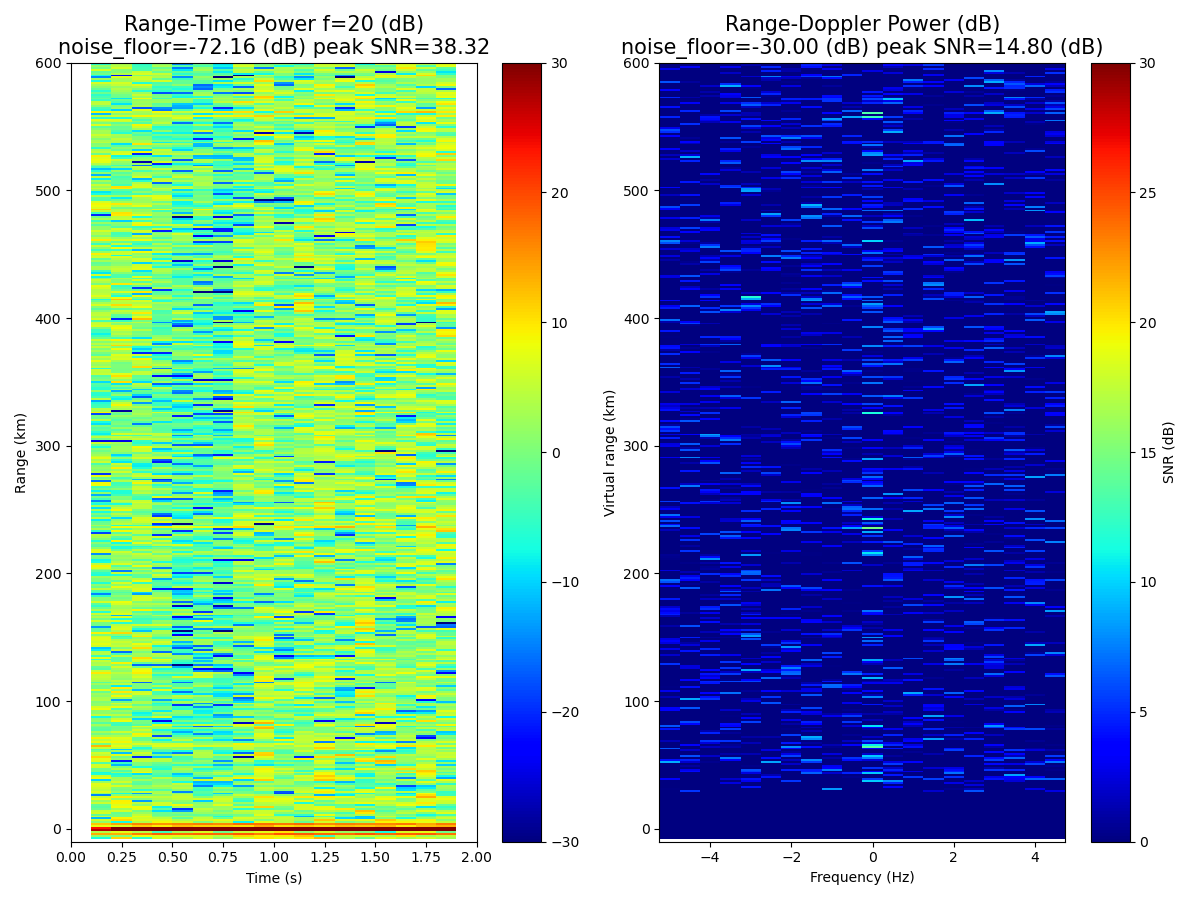 Range-Time Power f=20 (dB)
noise_floor=-72.16 (dB) peak SNR=38.32
Range (km)
600
500
400
300
200
100
0
0.00 0.25 0.50 0.75 1.00 1.25 1.50 1.75 2.00
Time (s)
30
20
10
0
−10
−20
−30
Range-Doppler Power (dB)
noise_floor=-30.00 (dB) peak SNR=14.80 (dB)
Virtual range (km)
600
500
400
300
200
100
0
−4 −2 0 2 4
Frequency (Hz)
30
25
20
15
10
5
0
SNR (dB)